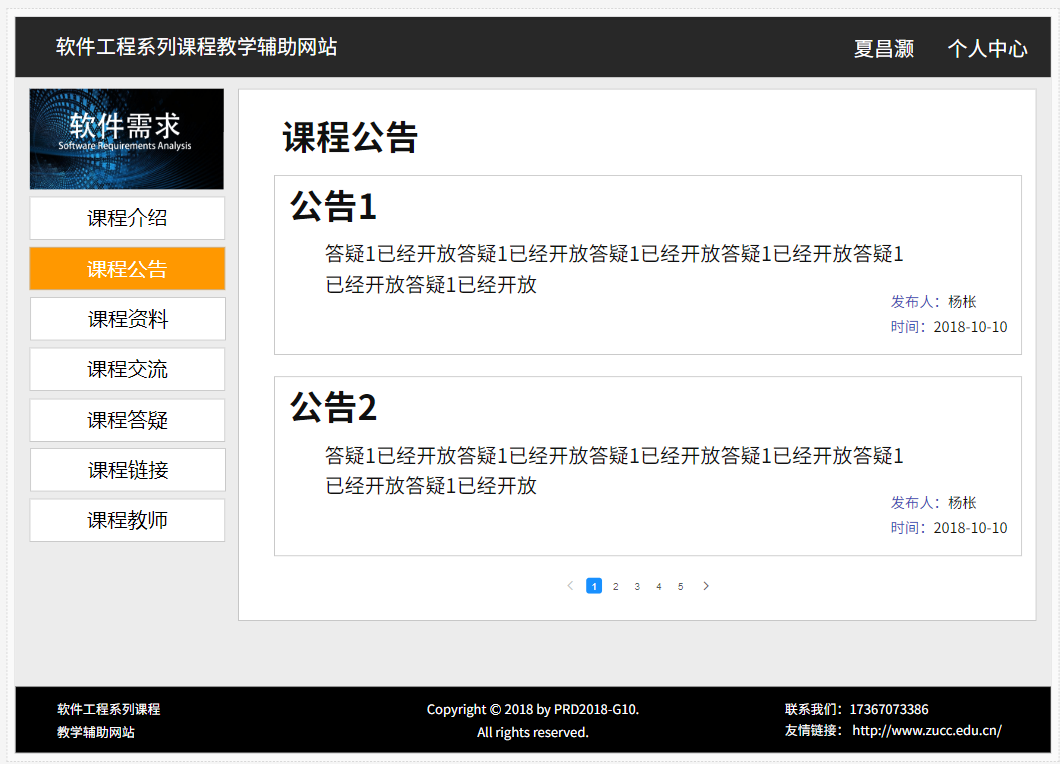 软件工程系列课程教学辅助网站
夏昌灏 个人中心
软件需求
Software Requirements Analysis
课程介绍
课程公告
课程资料
课程交流
课程答疑
课程链接
课程教师
课程公告
公告1
答疑1已经开放答疑1已经开放答疑1已经开放答疑1已经开放答疑1
已经开放答疑1已经开放
发布人：杨枨
时间：2018-10-10
公告2
答疑1已经开放答疑1已经开放答疑1已经开放答疑1已经开放答疑1
已经开放答疑1已经开放
发布人：杨枨
时间：2018-10-10
1 2 3 4 5
软件工程系列课程
教学辅助网站
Copyright © 2018 by PRD2018-G10.
All rights reserved.
联系我们：17367073386
友情链接： http://www.zucc.edu.cn/